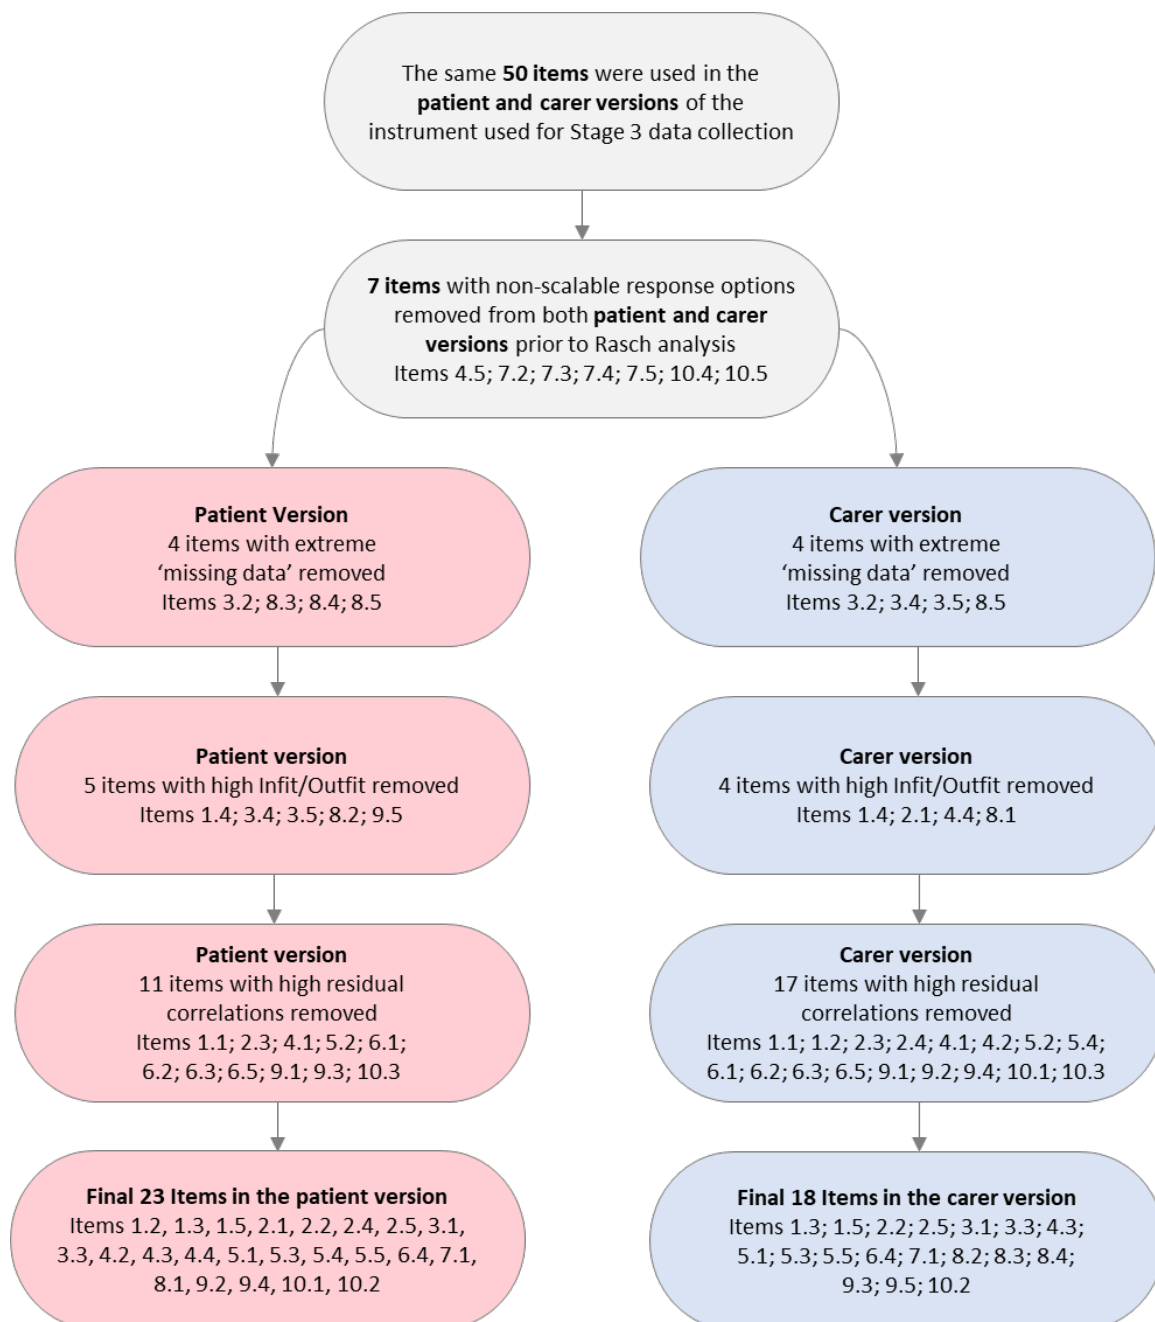 The same 50 items were used in the
patient and carer versions of the
instrument used for Stage 3 data collection
7 items with non-scalable response options
removed from both patient and carer
versions prior to Rasch analysis
Items 4.5; 7.2; 7.3; 7.4; 7.5; 10.4; 10.5
Patient Version
4 items with extreme
‘missing data’ removed
Items 3.2; 8.3; 8.4; 8.5
Carer version
4 items with extreme
‘missing data’ removed
Items 3.2; 3.4; 3.5; 8.5
Patient version
5 items with high Infit/Outfit removed
Items 1.4; 3.4; 3.5; 8.2; 9.5
Carer version
4 items with high Infit/Outfit removed
Items 1.4; 2.1; 4.4; 8.1
Patient version
11 items with high residual
correlations removed
Items 1.1; 2.3; 4.1; 5.2; 6.1;
6.2; 6.3; 6.5; 9.1; 9.3; 10.3
Carer version
17 items with high residual
correlations removed
Items 1.1; 1.2; 2.3; 2.4; 4.1; 4.2; 5.2; 5.4;
6.1; 6.2; 6.3; 6.5; 9.1; 9.2; 9.4; 10.1; 10.3
Final 23 Items in the patient version
Items 1.2, 1.3, 1.5, 2.1, 2.2, 2.4, 2.5, 3.1,
3.3, 4.2, 4.3, 4.4, 5.1, 5.3, 5.4, 5.5, 6.4, 7.1,
8.1, 9.2, 9.4, 10.1, 10.2
Final 18 Items in the carer version
Items 1.3; 1.5; 2.2; 2.5; 3.1; 3.3; 4.3;
5.1; 5.3; 5.5; 6.4; 7.1; 8.2; 8.3; 8.4;
9.3; 9.5; 10.2